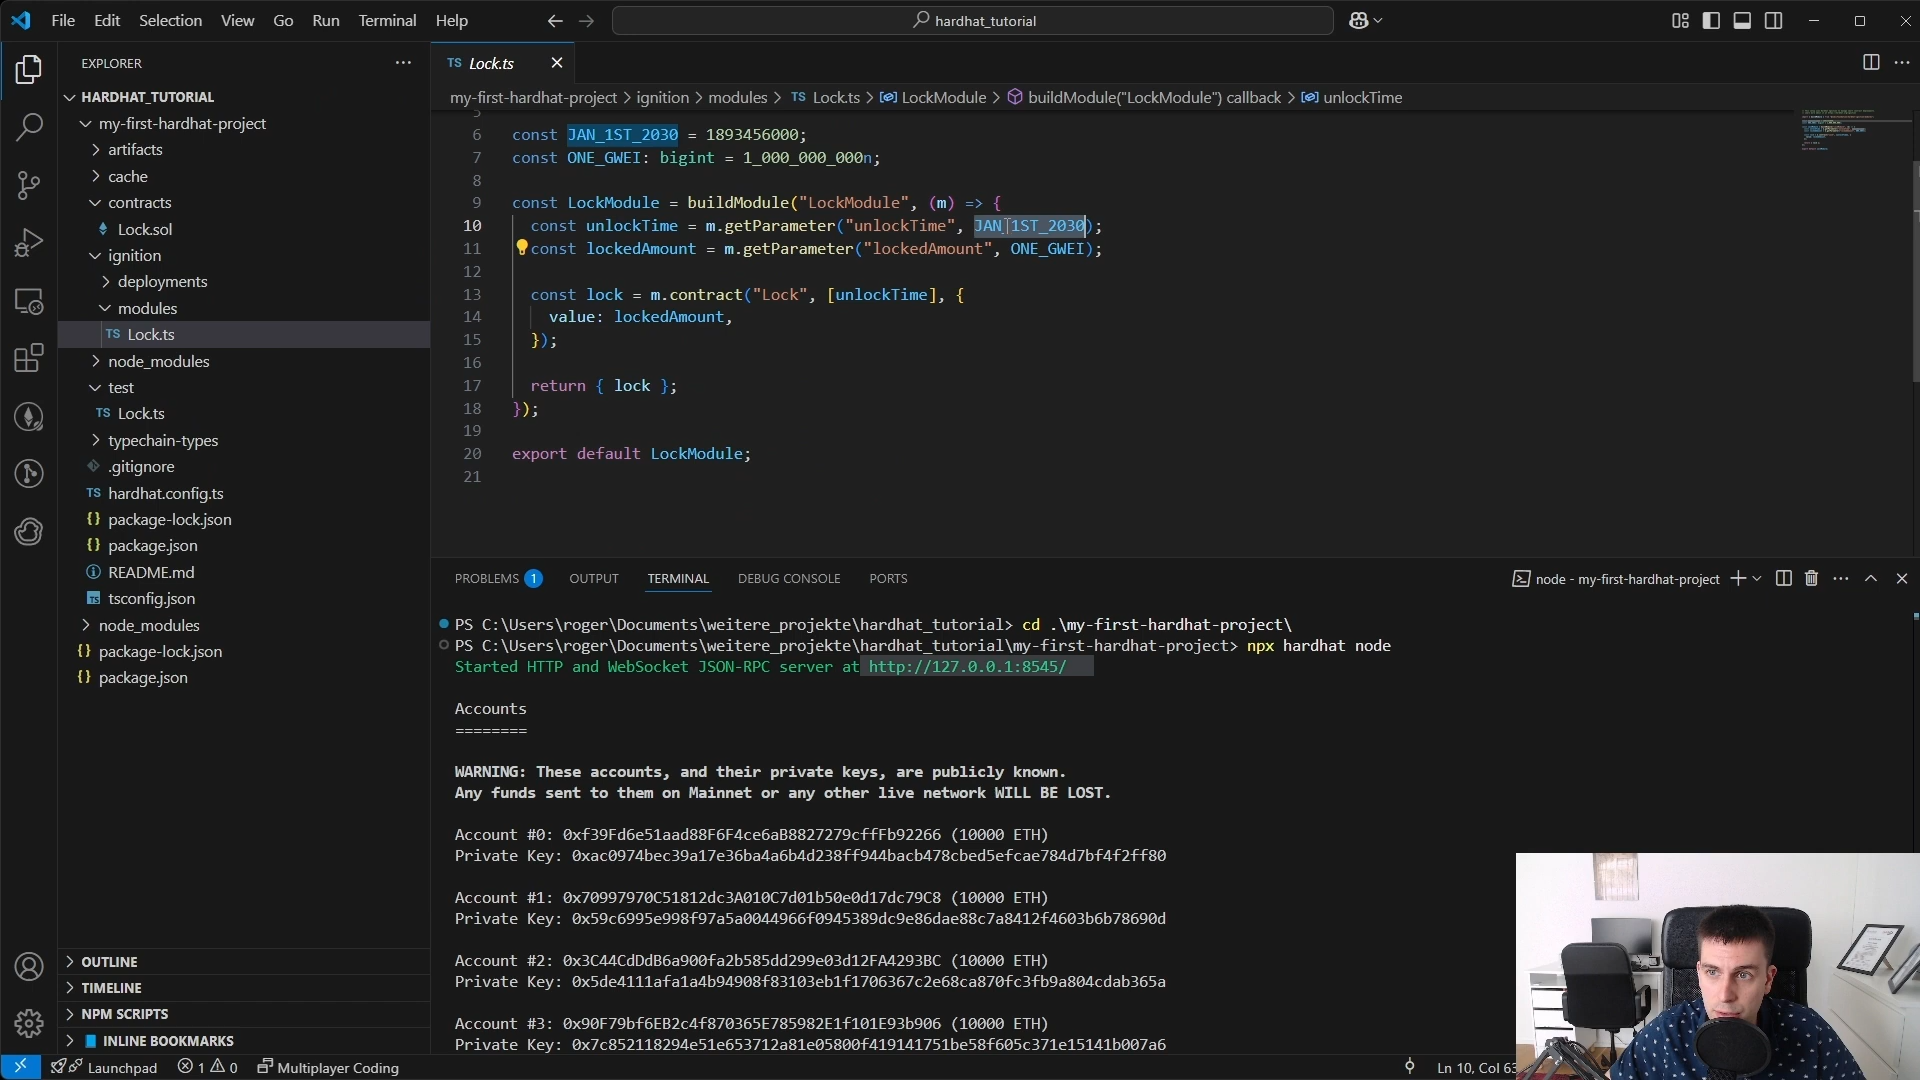 File Edit Selection View Go Run Terminal Help
hardhat_tutorial
EXPLORER
HARDHAT_TUTORIAL
my-first-hardhat-project
artifacts
cache
contracts
Lock.sol
ignition
deployments
modules
TS Lock.ts
node_modules
test
TS Lock.ts
typechain-types
.gitignore
TS hardhat.config.ts
{} package-lock.json
{} package.json
README.md
TS tsconfig.json
node_modules
{} package-lock.json
{} package.json
OUTLINE
TIMELINE
NPM SCRIPTS
INLINE BOOKMARKS
TS Lock.ts
my-first-hardhat-project > ignition > modules > TS Lock.ts > LockModule > buildModule("LockModule") callback > unlockTime
5
6 const JAN_1ST_2030 = 1893456000;
7 const ONE_GWEI: bigint = 1_000_000_000n;
8
9 const LockModule = buildModule("LockModule", (m) => {
10 const unlockTime = m.getParameter("unlockTime", JAN_1ST_2030);
11 const lockedAmount = m.getParameter("lockedAmount", ONE_GWEI);
12
13 const lock = m.contract("Lock", [unlockTime], {
14 value: lockedAmount,
15 });
16
17 return { lock };
18 });
19
20 export default LockModule;
21
PROBLEMS 1 OUTPUT TERMINAL DEBUG CONSOLE PORTS
node - my-first-hardhat-project
PS C:\Users\roger\Documents\weitere_projekte\hardhat_tutorial> cd .\my-first-hardhat-project\
PS C:\Users\roger\Documents\weitere_projekte\hardhat_tutorial\my-first-hardhat-project> npx hardhat node
Started HTTP and WebSocket JSON-RPC server at http://127.0.0.1:8545/
Accounts
========
WARNING: These accounts, and their private keys, are publicly known.
Any funds sent to them on Mainnet or any other live network WILL BE LOST.
Account #0: 0xf39Fd6e51aad88F6F4ce6aB8827279cffFb92266 (10000 ETH)
Private Key: 0xac0974bec39a17e36ba4a6b4d238ff944bacb478cbed5efcae784d7bf4f2ff80
Account #1: 0x70997970C51812dc3A010C7d01b50e0d17dc79C8 (10000 ETH)
Private Key: 0x59c6995e998f97a5a0044966f0945389dc9e86dae88c7a8412f4603b6b78690d
Account #2: 0x3C44CdDdB6a900fa2b585dd299e03d12FA4293BC (10000 ETH)
Private Key: 0x5de4111afa1a4b94908f83103eb1f1706367c2e68ca870fc3fb9a804cdab365a
Account #3: 0x90F79bf6EB2c4f870365E785982E1f101E93b906 (10000 ETH)
Private Key: 0x7c852118294e51e653712a81e05800f419141751be58f605c371e15141b007a6
Launchpad 1 0 Multiplayer Coding
Ln 10, Col 63